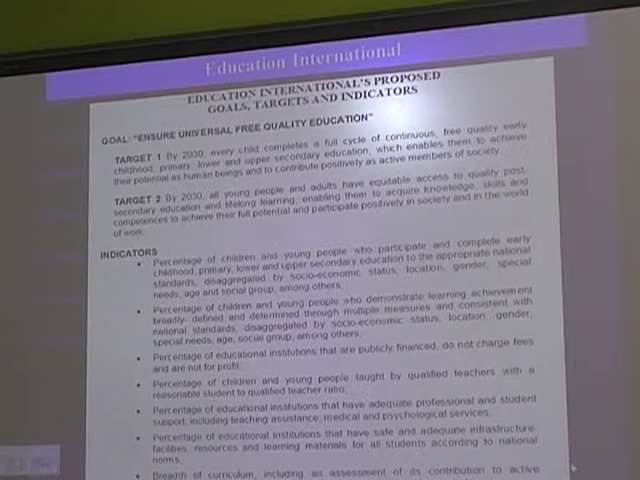 Education International
EDUCATION INTERNATIONAL'S PROPOSED
GOALS, TARGETS AND INDICATORS
GOAL: "ENSURE UNIVERSAL FREE QUALITY EDUCATION"
TARGET 1 By 2030, every child completes a full cycle of continuous, free quality early
childhood, primary, lower and upper secondary education, which enables them to achieve
their potential as human beings and to contribute positively as active members of society.
TARGET 2 By 2030, all young people and adults have equitable access to quality post-
secondary education and lifelong learning, enabling them to acquire knowledge, skills and
competences to achieve their full potential and participate positively in society and in the world
of work.
INDICATORS
• Percentage of children and young people who participate and complete early
childhood, primary, lower and upper secondary education to the appropriate national
standards, disaggregated by socio-economic status, location, gender, special
needs, age and social group, among others;
• Percentage of children and young people who demonstrate learning achievement
broadly- defined and determined through multiple measures and consistent with
national standards, disaggregated by socio-economic status, location, gender,
special needs, age, social group, among others;
• Percentage of educational institutions that are publicly financed, do not charge fees
and are not for profit;
• Percentage of children and young people taught by qualified teachers with a
reasonable student to qualified teacher ratio;
• Percentage of educational institutions that have adequate professional and student
support, including teaching assistance, medical and psychological services;
• Percentage of educational institutions that have safe and adequate infrastructure,
facilities, resources and learning materials for all students according to national
norms;
• Breadth of curriculum, including an assessment of its contribution to active